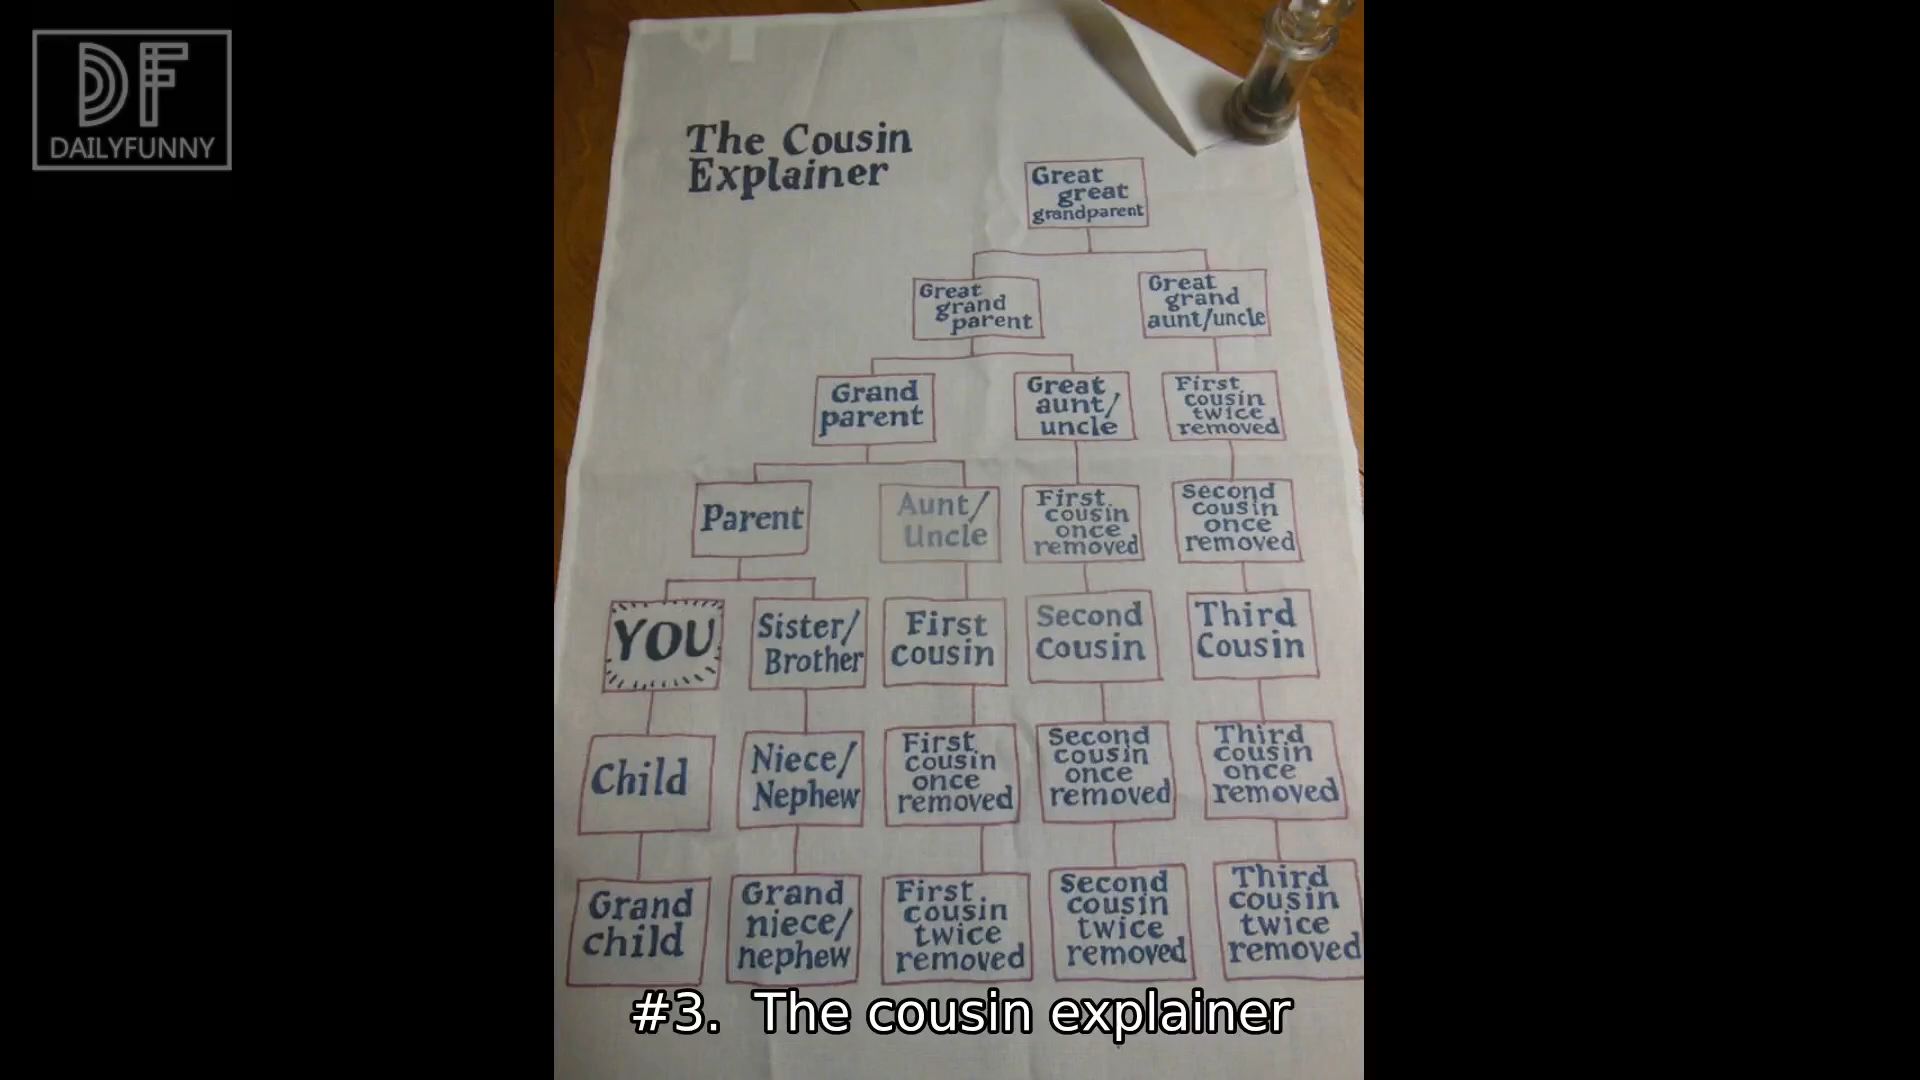 DF
DAILYFUNNY
The Cousin
Explainer
Great
great
grandparent
Great
grand
parent
Great
grand
aunt/uncle
Grand
parent
Great
aunt/
uncle
First
cousin
twice
removed
Parent
Aunt/
Uncle
First
cousin
once
removed
Second
cousin
once
removed
YOU
Sister/
Brother
First
cousin
Second
Cousin
Third
Cousin
Child
Niece/
Nephew
First
cousin
once
removed
Second
cousin
once
removed
Third
cousin
once
removed
Grand
child
Grand
niece/
nephew
First
cousin
twice
removed
Second
cousin
twice
removed
Third
cousin
twice
removed
#3. The cousin explainer